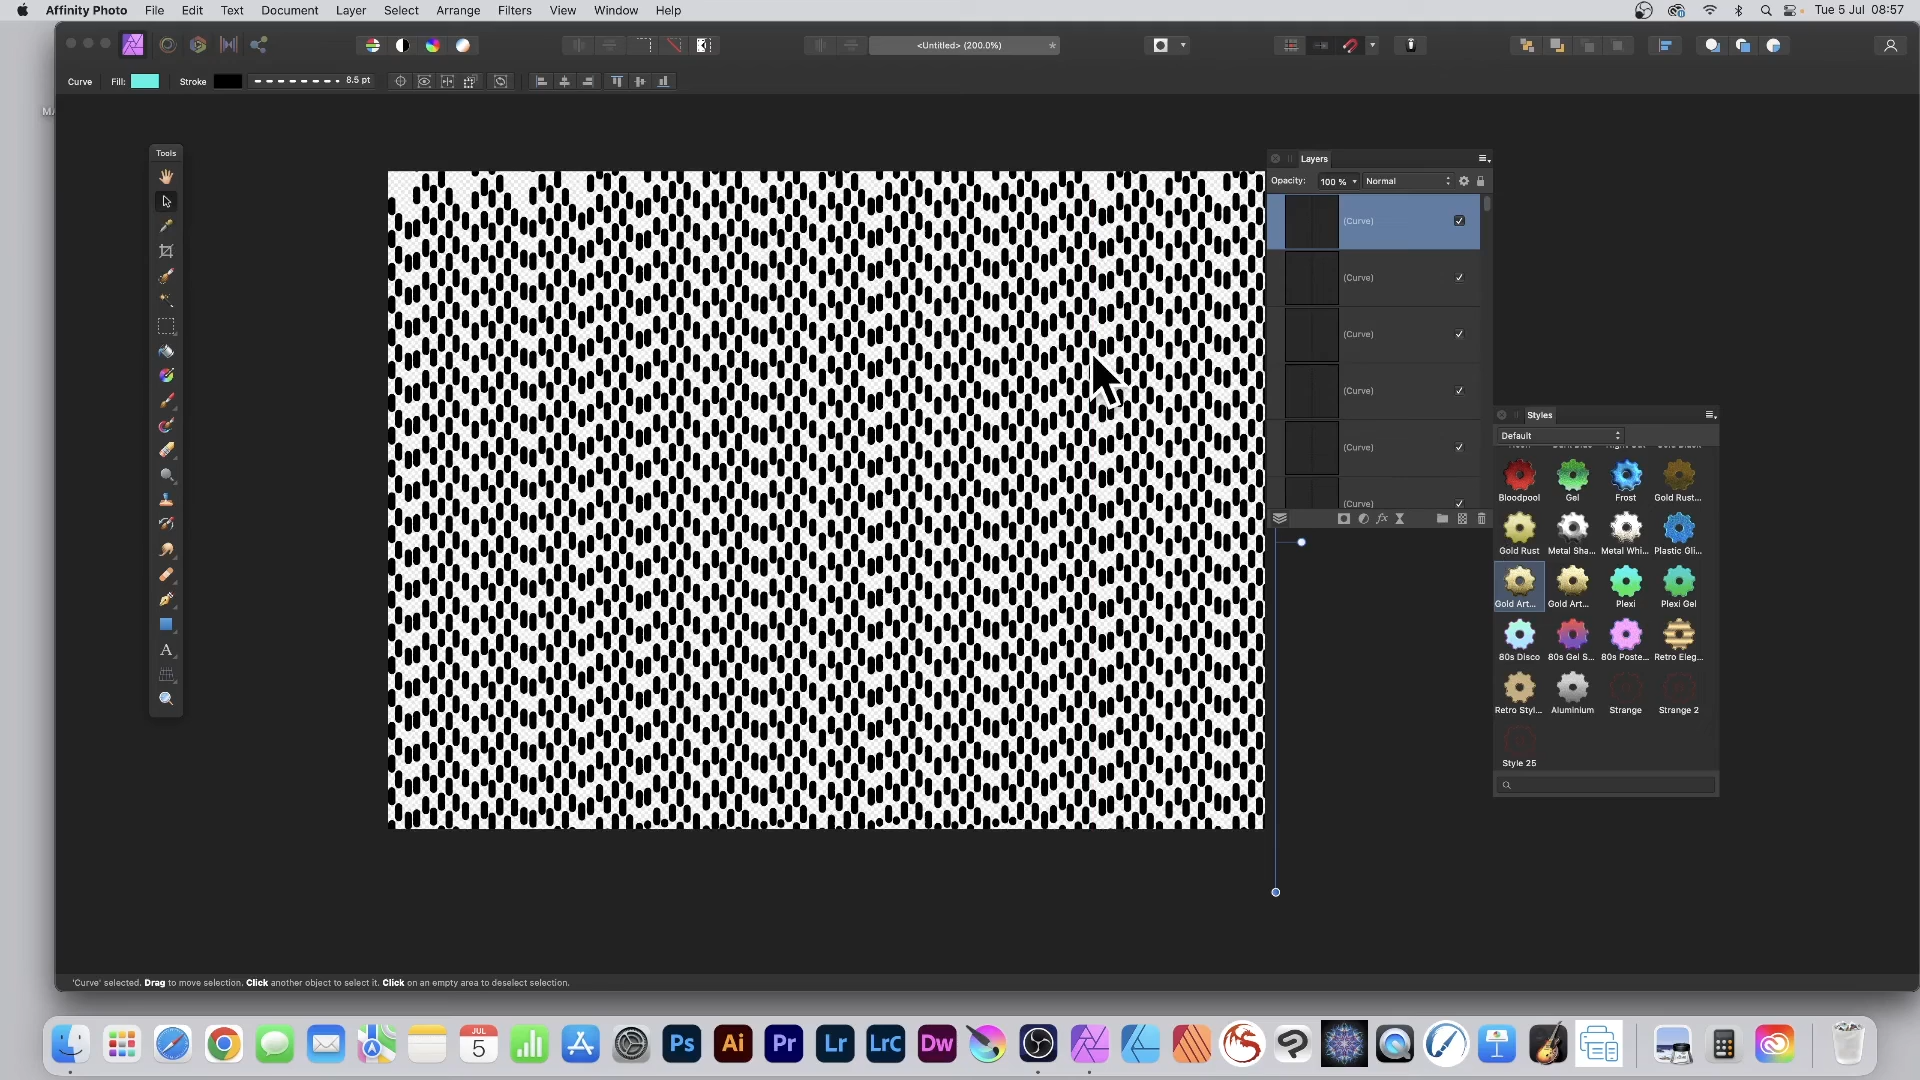 Affinity Photo File Edit Text Document Layer Select Arrange Filters View Window Help Tue 5 Jul 08:57
<Untitled> (200.0%)
Curve Fill: Stroke 8.5 pt
Tools
Layers
Opacity: 100 % Normal
(Curve)
(Curve)
(Curve)
(Curve)
(Curve)
(Curve)
Styles
Default
Bloodpool Gel Frost Gold Rust...
Gold Rust Metal Sha... Metal Whi... Plastic Gli...
Gold Art... Gold Art... Plexi Plexi Gel
80s Disco 80s Gel S... 80s Poste... Retro Eleg...
Retro Styl... Aluminium Strange Strange 2
Style 25
'Curve' selected. Drag to move selection. Click another object to select it. Click on an empty area to deselect selection.
JUL
5
Ps Ai Pr Lr LrC Dw